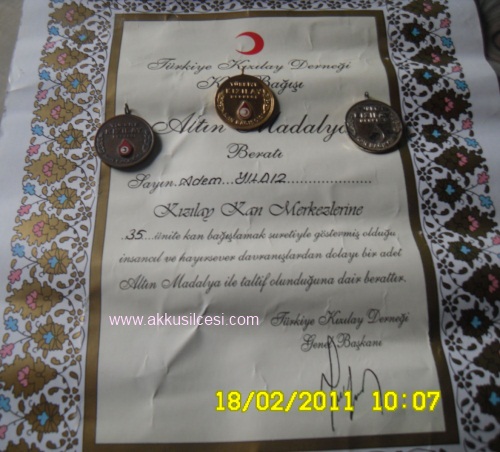 Türkiye Kızılay Derneği
Bağışı
Altın Madalya
Beratı
Sayın Adem YILDIZ
Kızılay Kan Merkezlerine
35 ünite kan bağışlamak suretiyle göstermiş olduğu
insancıl ve hayırsever davranışlardan dolayı bir adet
Altın Madalya ile taltif olunduğuna dair berattır.
www.akkusilcesi.com
Türkiye Kızılay Derneği
Genel Başkanı
18/02/2011 10:07